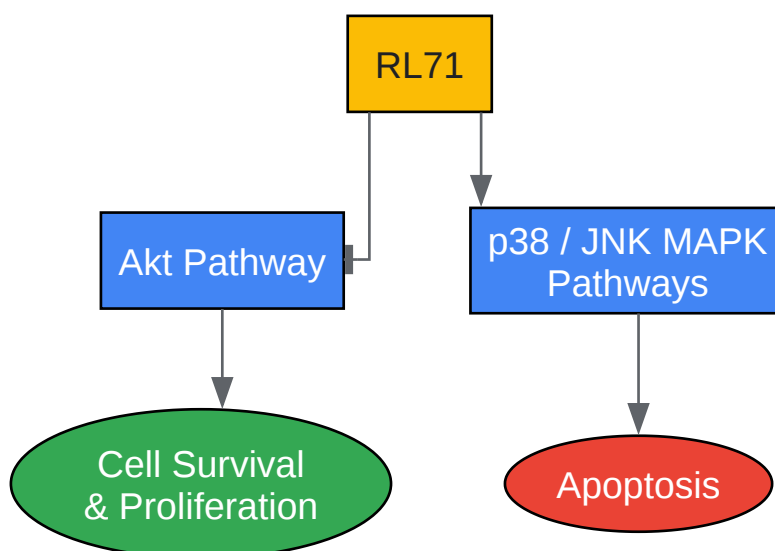 RL71
Akt Pathway
p38 / JNK MAPK
Pathways
Cell Survival
& Proliferation
Apoptosis